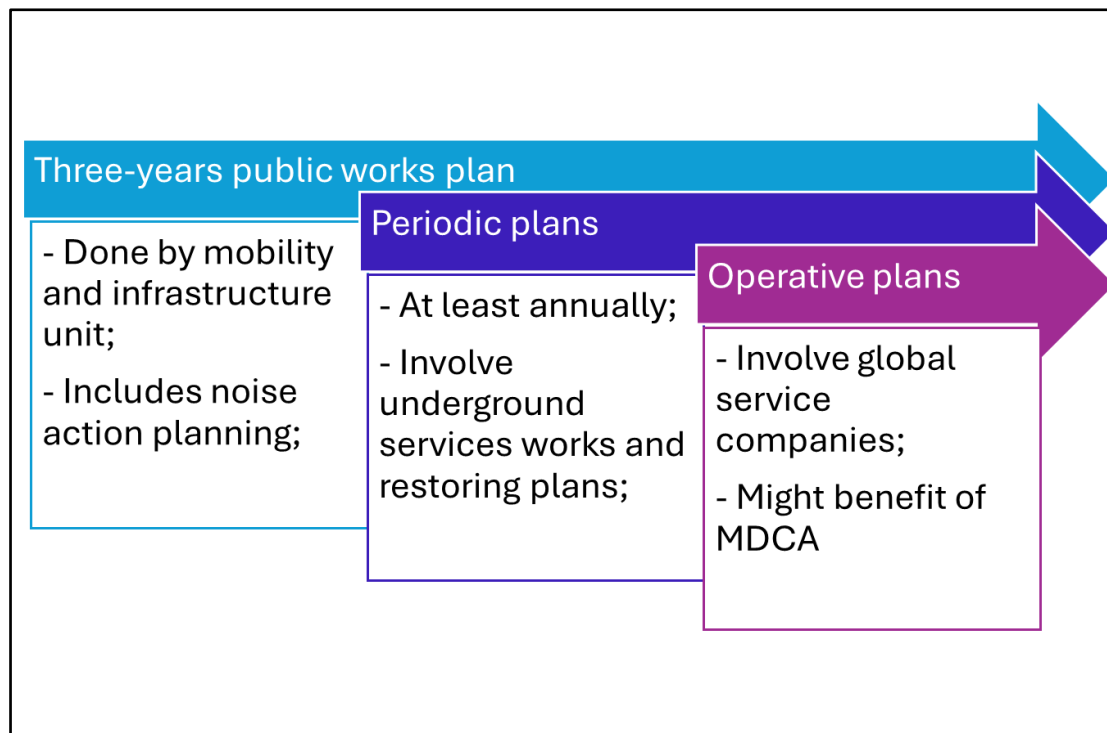 Three-years public works plan
- Done by mobility
and infrastructure
unit;
- Includes noise
action planning;
Periodic plans
- At least annually;
- Involve
underground
services works and
restoring plans;
Operative plans
- Involve global
service
companies;
- Might benefit of
MDCA